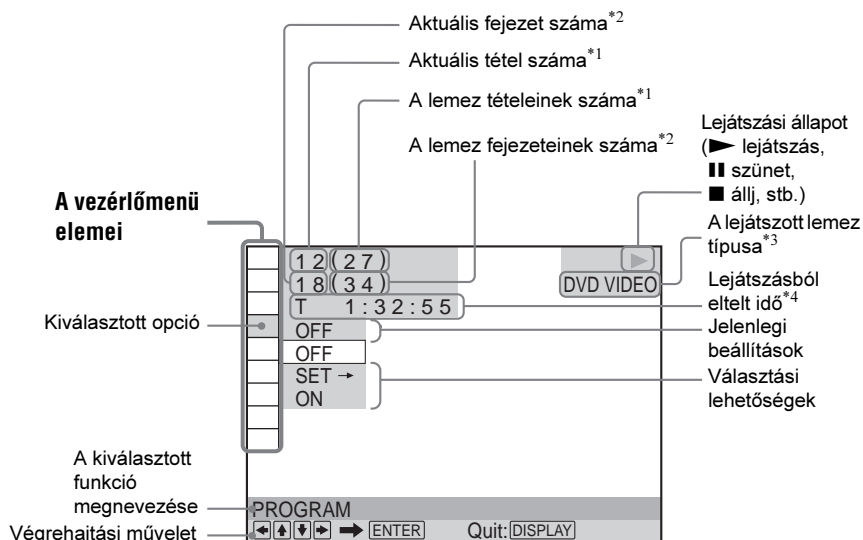 Aktuális fejezet száma*2
Aktuális tétel száma*1
A lemez tételeinek száma*1
A lemez fejezeteinek száma*2
Lejátszási állapot
(► lejátszás,
❚❚ szünet,
■ állj, stb.)
A lejátszott lemez
típusa*3
Lejátszásból
eltelt idő*4
Jelenlegi
beállítások
Választási
lehetőségek
A vezérlőmenü
elemei
Kiválasztott opció
A kiválasztott
funkció
megnevezése
Végrehajtási művelet
12(27)
18(34)
T 1:32:55
DVD VIDEO
OFF
OFF
SET →
ON
PROGRAM
←↑↓→ ➡ ENTER Quit: DISPLAY